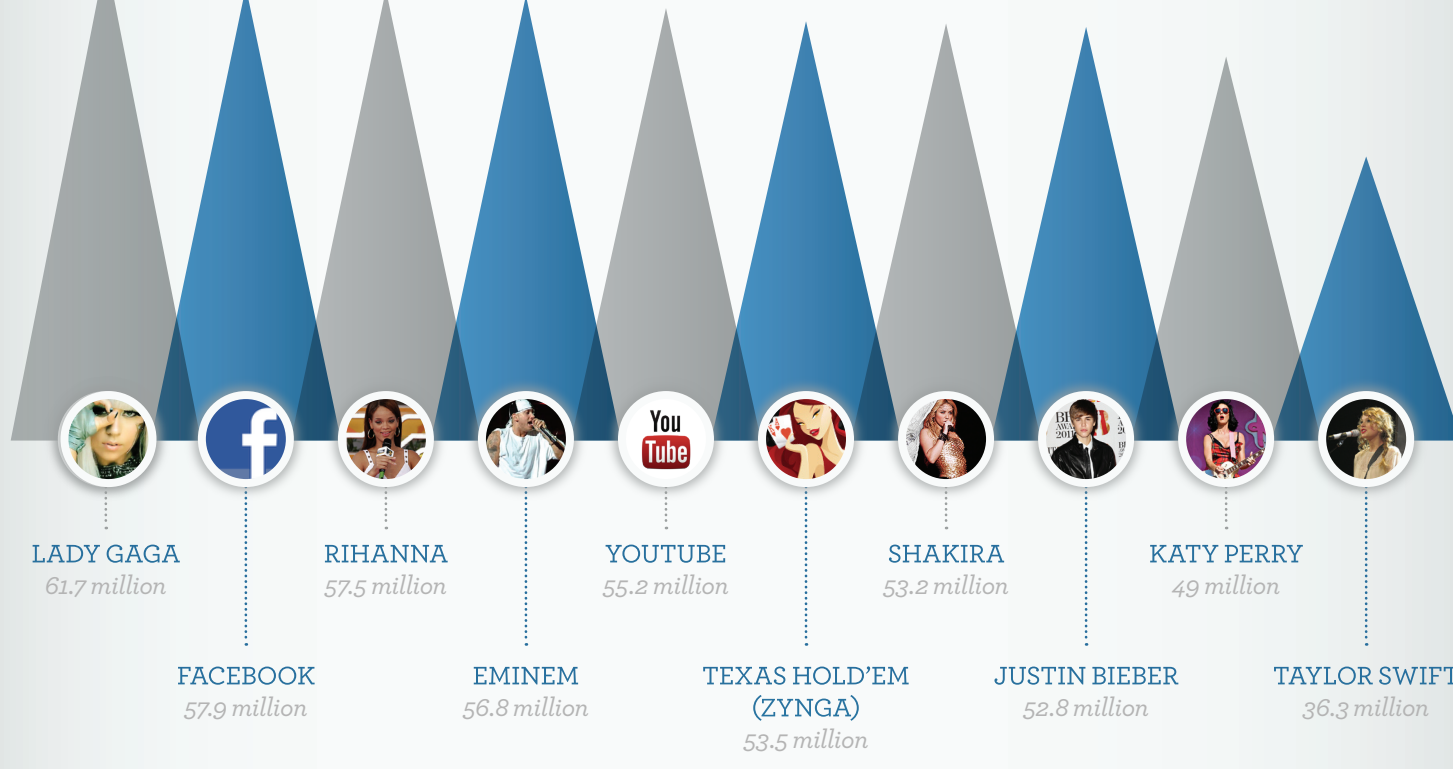 You
Tube
LADY GAGA
61.7 million
FACEBOOK
57.9 million
RIHANNA
57.5 million
EMINEM
56.8 million
YOUTUBE
55.2 million
TEXAS HOLD’EM
(ZYNGA)
53.5 million
SHAKIRA
53.2 million
JUSTIN BIEBER
52.8 million
KATY PERRY
49 million
TAYLOR SWIFT
36.3 million